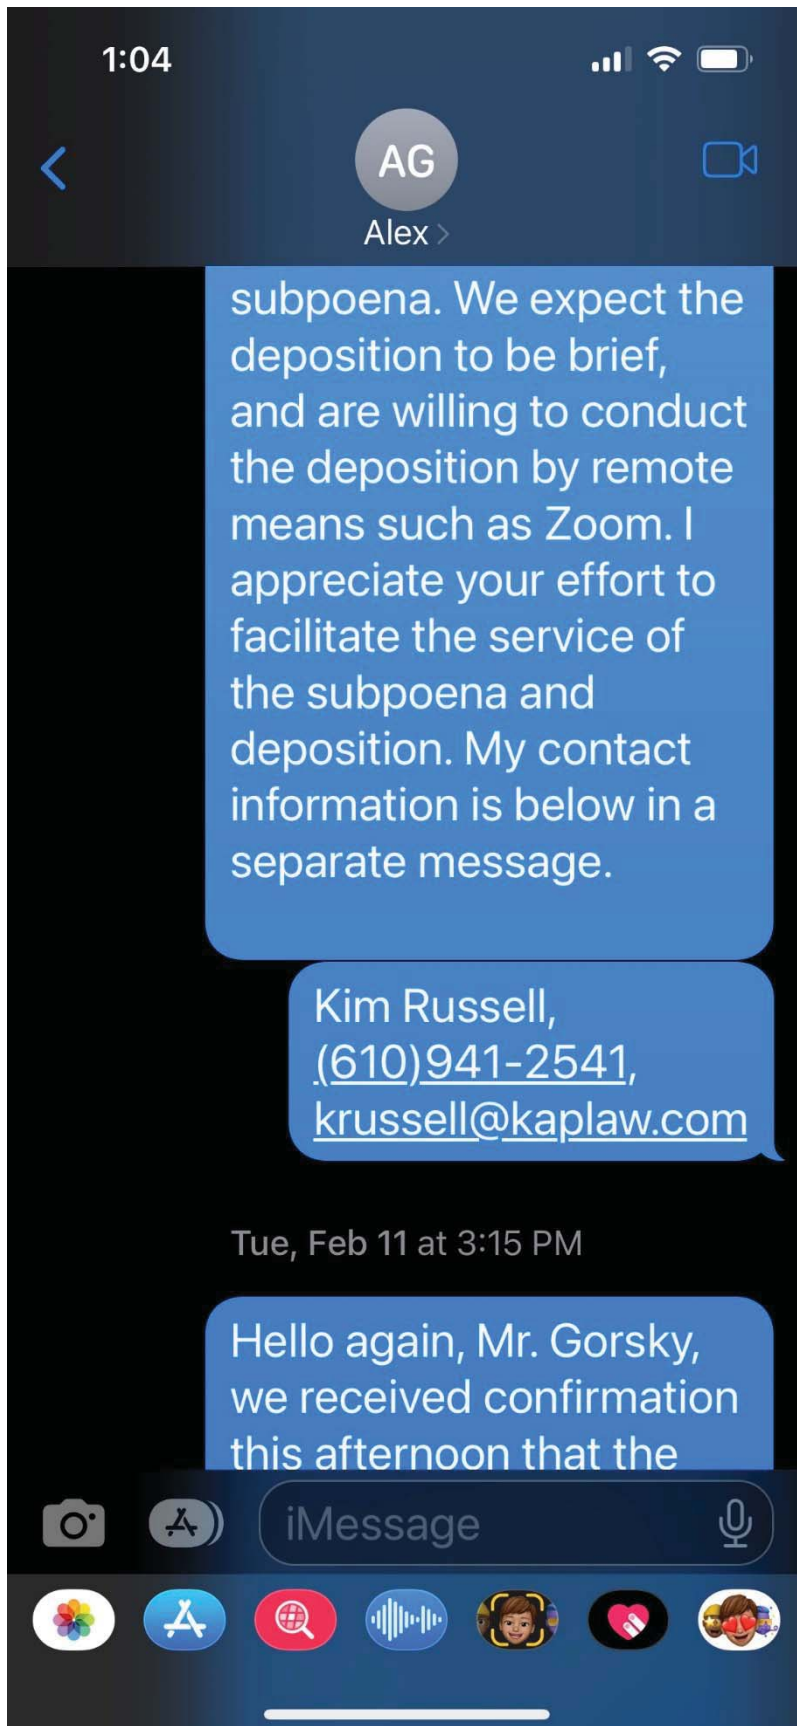 1:04
AG
Alex >
subpoena. We expect the
deposition to be brief,
and are willing to conduct
the deposition by remote
means such as Zoom. I
appreciate your effort to
facilitate the service of
the subpoena and
deposition. My contact
information is below in a
separate message.
Kim Russell,
(610)941-2541,
krussell@kaplaw.com
Tue, Feb 11 at 3:15 PM
Hello again, Mr. Gorsky,
we received confirmation
this afternoon that the
iMessage